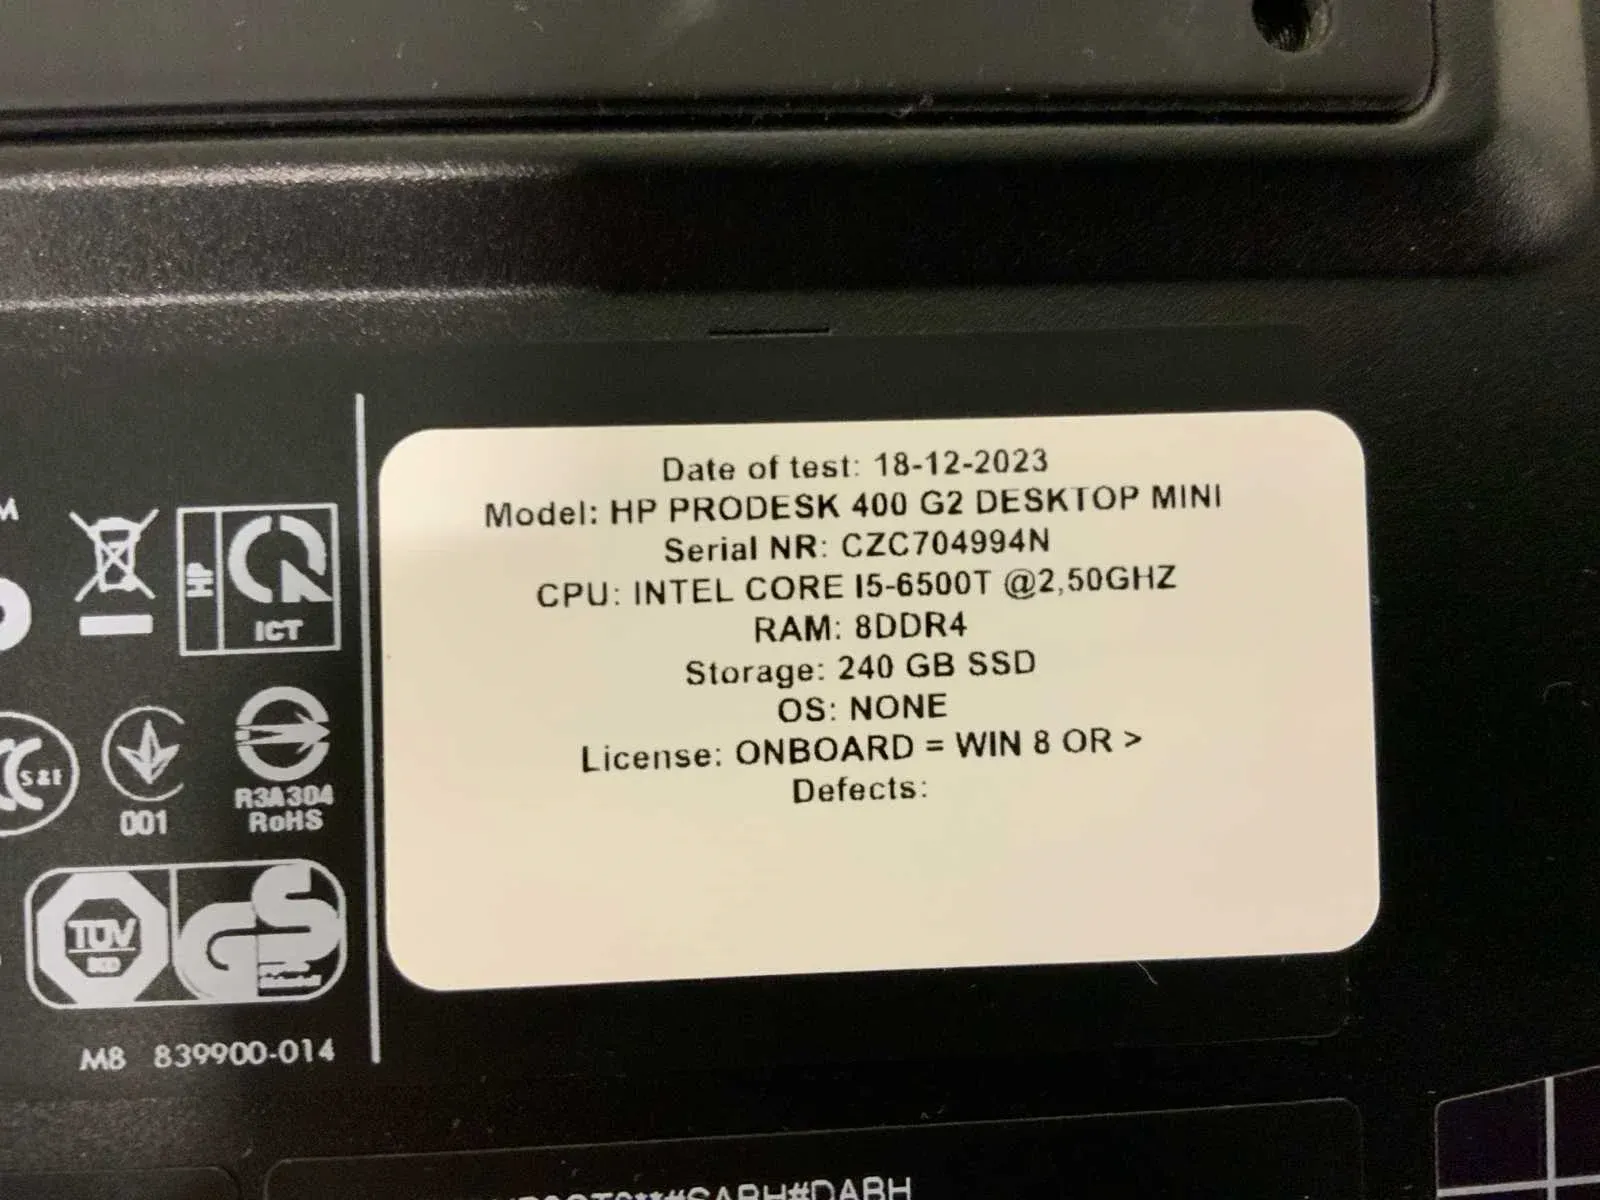 Date of test: 18-12-2023
Model: HP PRODESK 400 G2 DESKTOP MINI
Serial NR: CZC704994N
CPU: INTEL CORE I5-6500T @2,50GHZ
RAM: 8DDR4
Storage: 240 GB SSD
OS: NONE
License: ONBOARD = WIN 8 OR >
Defects:
HP
ICT
S&E
001
R3A304
RoHS
TÜV
GS
M8 839900-014
#DABH